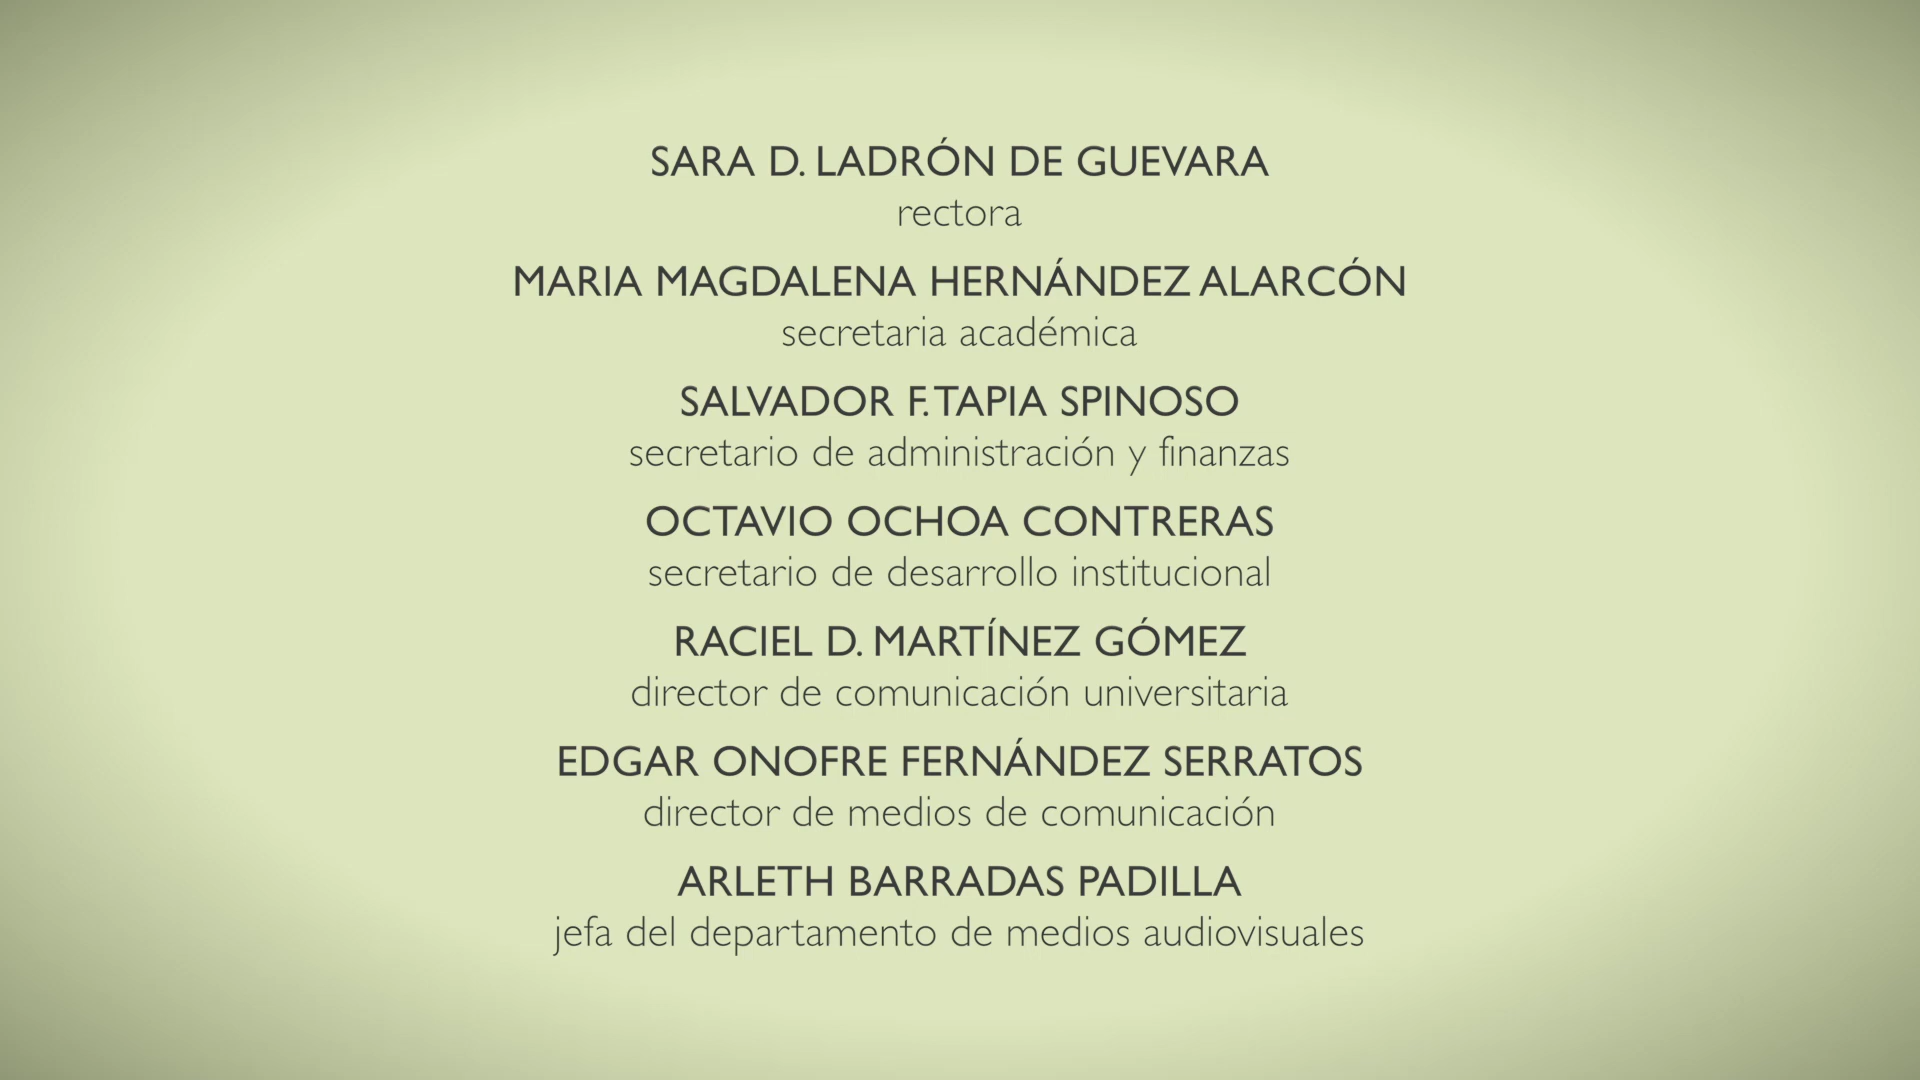 SARA D. LADRÓN DE GUEVARA
rectora
MARIA MAGDALENA HERNÁNDEZ ALARCÓN
secretaria académica
SALVADOR F. TAPIA SPINOSO
secretario de administración y finanzas
OCTAVIO OCHOA CONTRERAS
secretario de desarrollo institucional
RACIEL D. MARTÍNEZ GÓMEZ
director de comunicación universitaria
EDGAR ONOFRE FERNÁNDEZ SERRATOS
director de medios de comunicación
ARLETH BARRADAS PADILLA
jefa del departamento de medios audiovisuales